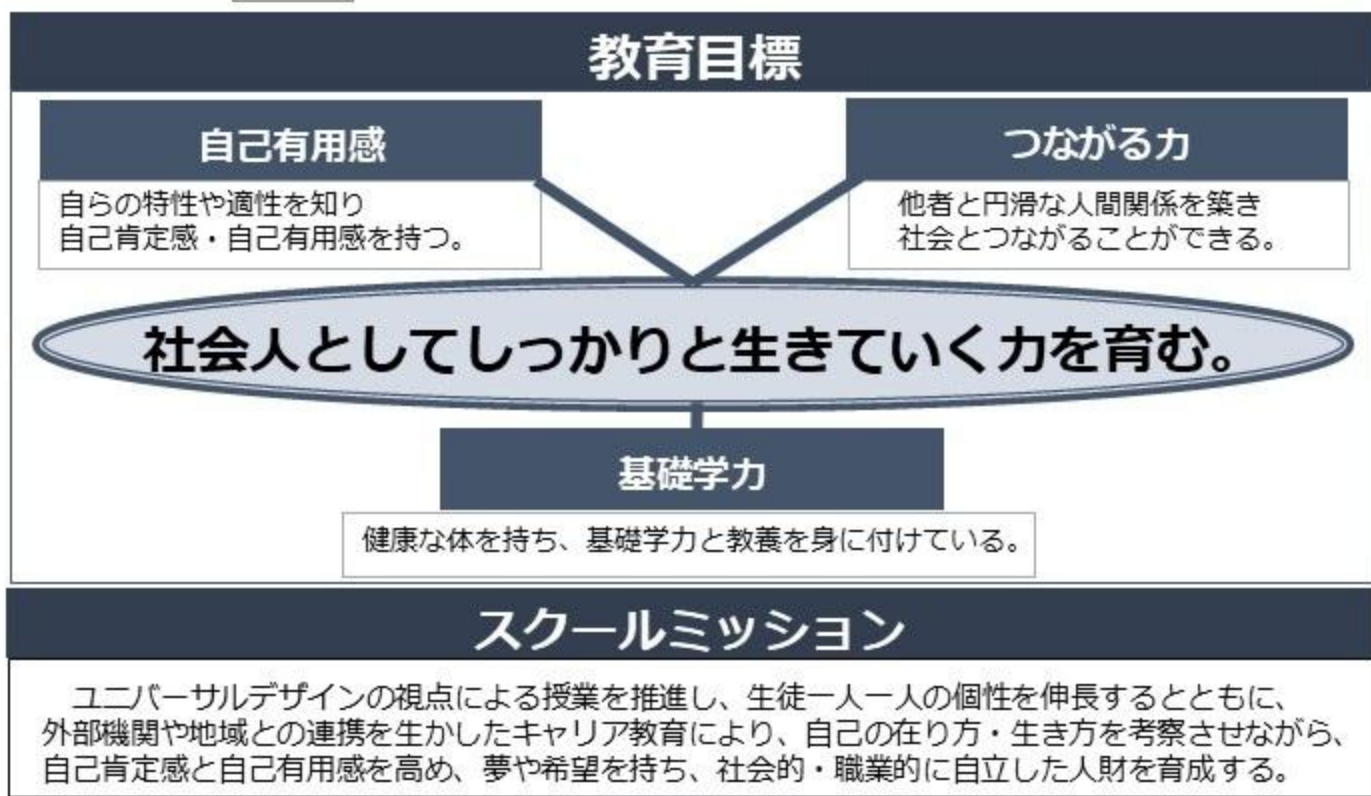 教育目標
自己有用感
自らの特性や適性を知り
自己肯定感・自己有用感を持つ。
つながる力
他者と円滑な人間関係を築き
社会とつながることができる。
社会人としてしっかりと生きていく力を育む。
基礎学力
健康な体を持ち、基礎学力と教養を身に付けている。
スクールミッション
ユニバーサルデザインの視点による授業を推進し、生徒一人一人の個性を伸長するとともに、
外部機関や地域との連携を生かしたキャリア教育により、自己の在り方・生き方を考察させながら、
自己肯定感と自己有用感を高め、夢や希望を持ち、社会的・職業的に自立した人財を育成する。